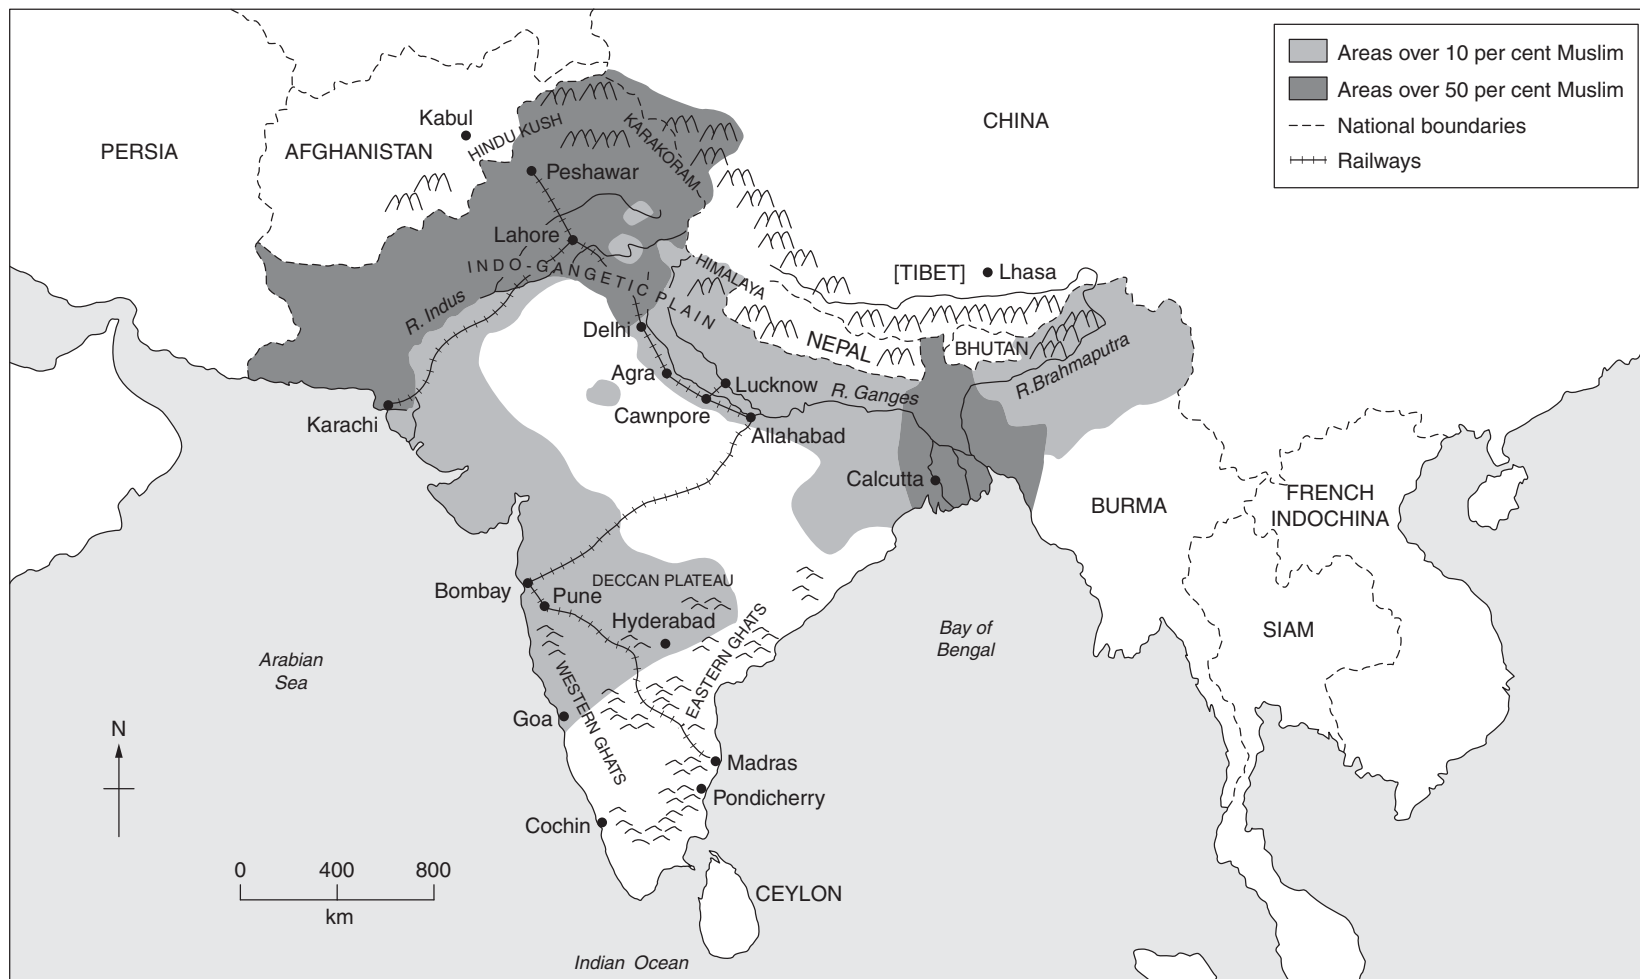 Areas over 10 per cent Muslim
Areas over 50 per cent Muslim
National boundaries
Railways
CHINA
Kabul
HINDU KUSH
KARAKORAM
PERSIA
AFGHANISTAN
Peshawar
Lahore
INDO-GANGETIC PLAIN
HIMALAYA
[TIBET]
Lhasa
R. Indus
Delhi
NEPAL
BHUTAN
R.Brahmaputra
Agra
Lucknow
R. Ganges
Cawnpore
Karachi
Allahabad
Calcutta
BURMA
FRENCH
INDOCHINA
Bombay
DECCAN PLATEAU
Pune
Hyderabad
EASTERN GHATS
Bay of
Bengal
SIAM
Arabian
Sea
WESTERN GHATS
Goa
N
Madras
Pondicherry
Cochin
0 400 800
km
CEYLON
Indian Ocean